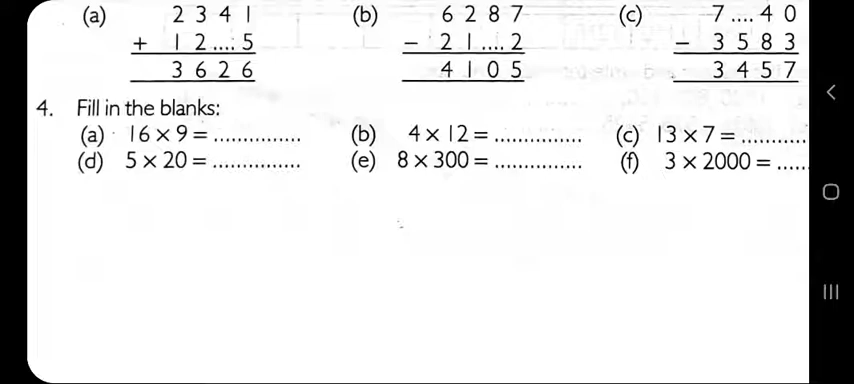 (a) 2 3 4 1 (b) 6 2 8 7 (c) 7 .... 4 0
+ 1 2 .... 5 − 2 1 .... 2 − 3 5 8 3
3 6 2 6 4 1 0 5 3 4 5 7
4. Fill in the blanks:
(a) 16 × 9 = ............... (b) 4 × 12 = ............... (c) 13 × 7 = ...........
(d) 5 × 20 = ............... (e) 8 × 300 = ............... (f) 3 × 2000 = .....